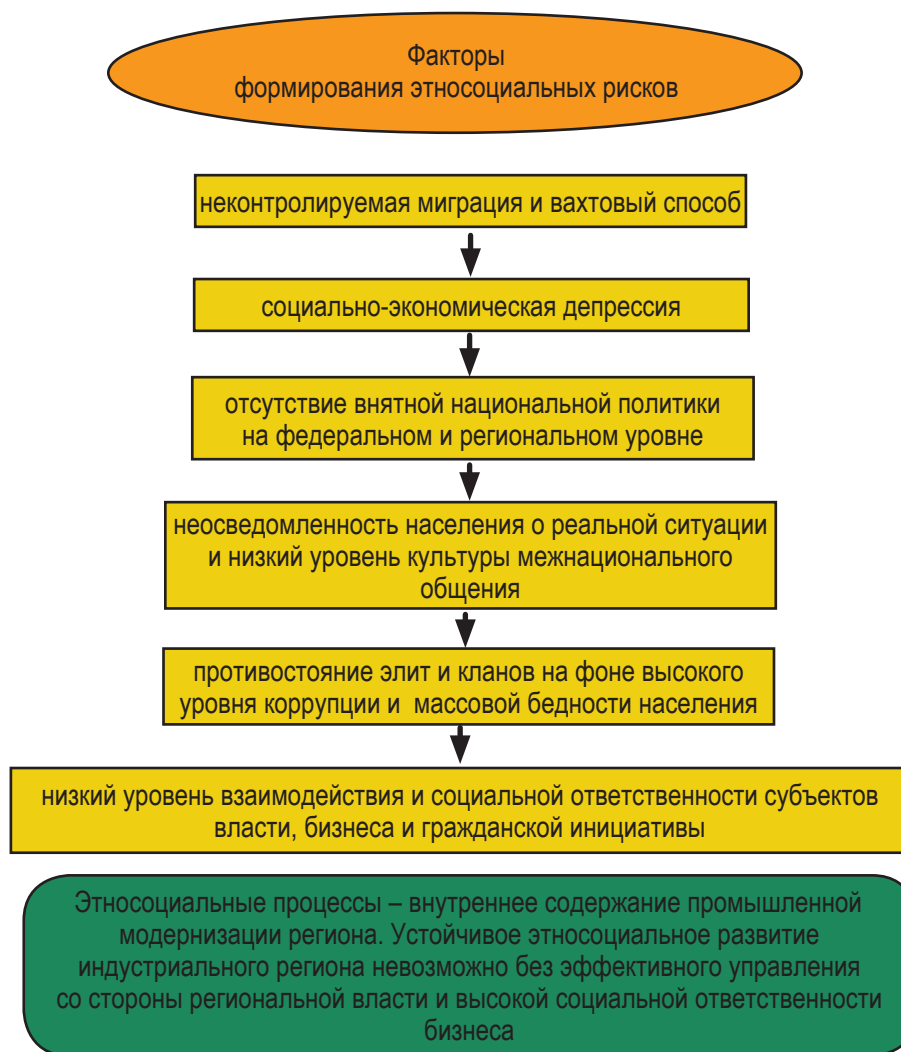 Факторы
формирования этносоциальных рисков
неконтролируемая миграция и вахтовый способ
социально-экономическая депрессия
отсутствие внятной национальной политики
на федеральном и региональном уровне
неосведомленность населения о реальной ситуации
и низкий уровень культуры межнационального
общения
противостояние элит и кланов на фоне высокого
уровня коррупции и массовой бедности населения
низкий уровень взаимодействия и социальной ответственности субъектов
власти, бизнеса и гражданской инициативы
Этносоциальные процессы – внутреннее содержание промышленной
модернизации региона. Устойчивое этносоциальное развитие
индустриального региона невозможно без эффективного управления
со стороны региональной власти и высокой социальной ответственности
бизнеса